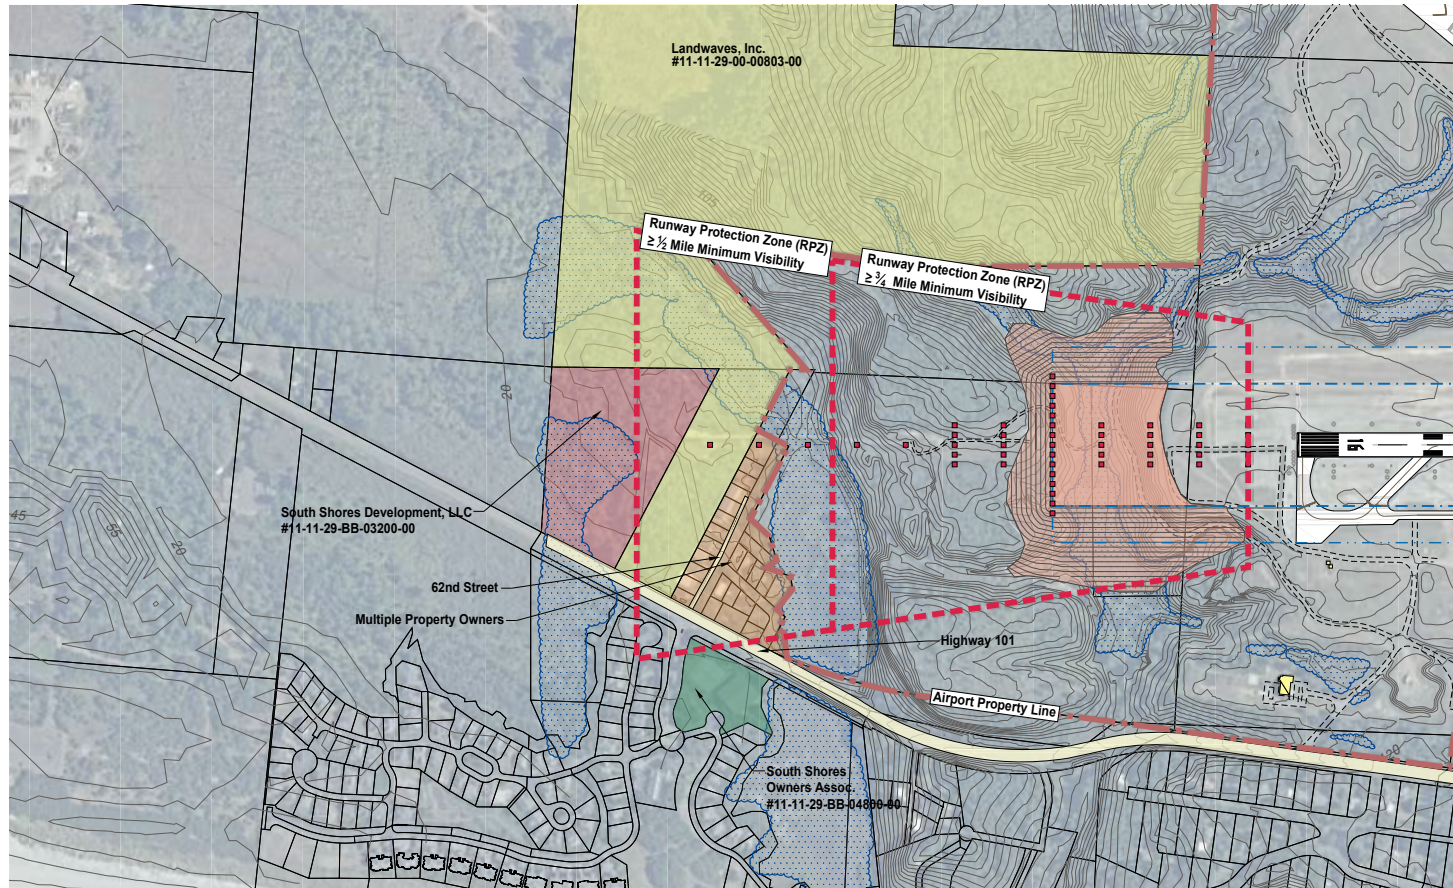 Landwaves, Inc.
#11-11-29-00-00803-00
Runway Protection Zone (RPZ)
≥ ½ Mile Minimum Visibility
Runway Protection Zone (RPZ)
≥ ¾ Mile Minimum Visibility
20
16
South Shores Development, LLC
#11-11-29-BB-03200-00
45
55
20
62nd Street
Multiple Property Owners
Highway 101
Airport Property Line
20
South Shores
Owners Assoc.
#11-11-29-BB-04800-00